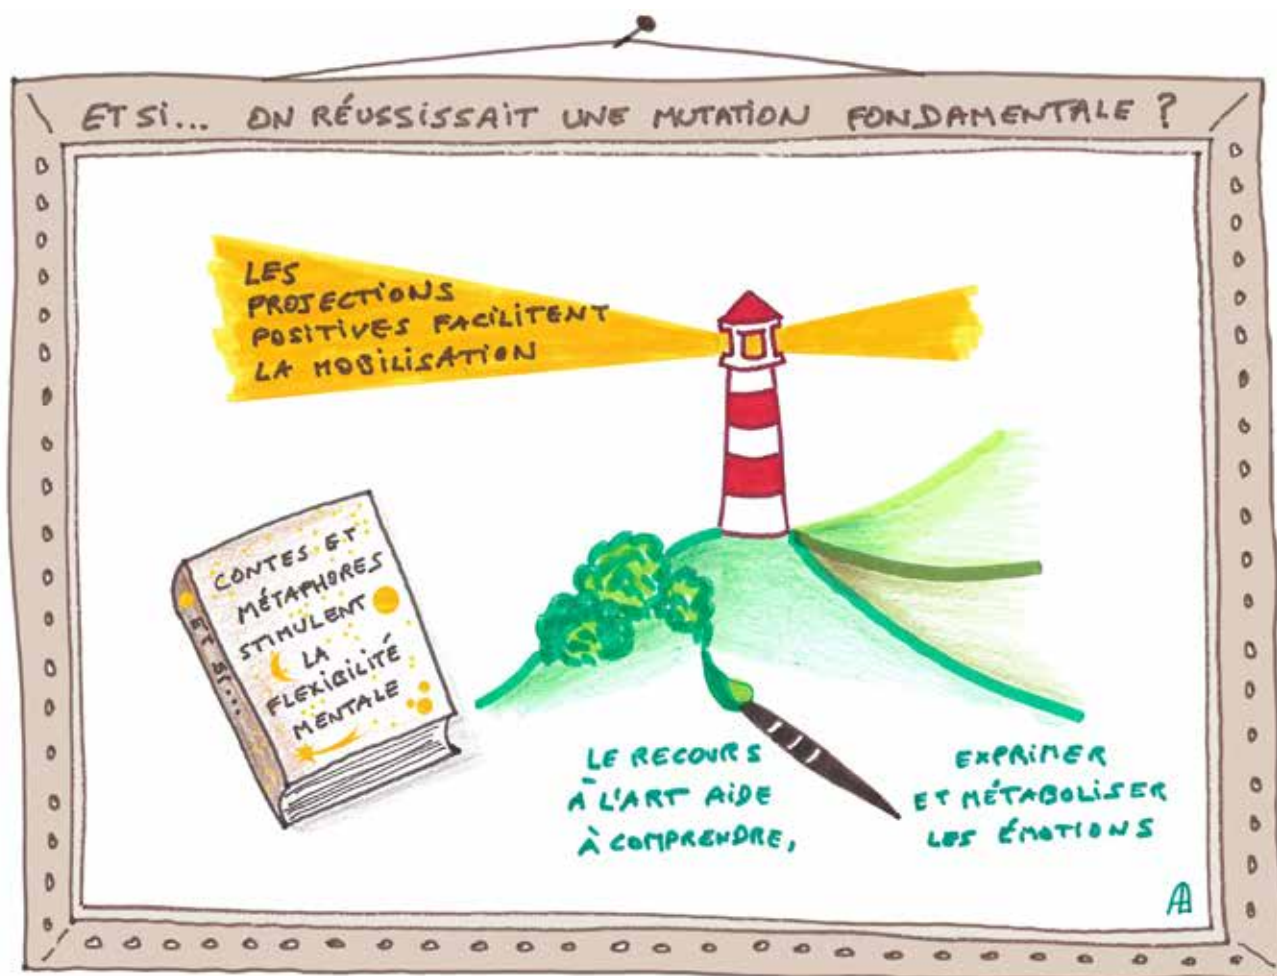 ET SI... ON RÉUSSISSAIT UNE MUTATION FONDAMENTALE ?
LES
PROJECTIONS
POSITIVES FACILITENT
LA MOBILISATION
CONTES ET
MÉTAPHORES
STIMULENT
LA
FLEXIBILITÉ
MENTALE
ET SI...
LE RECOURS
À L'ART AIDE
À COMPRENDRE,
EXPRIMER
ET MÉTABOLISER
LES ÉMOTIONS